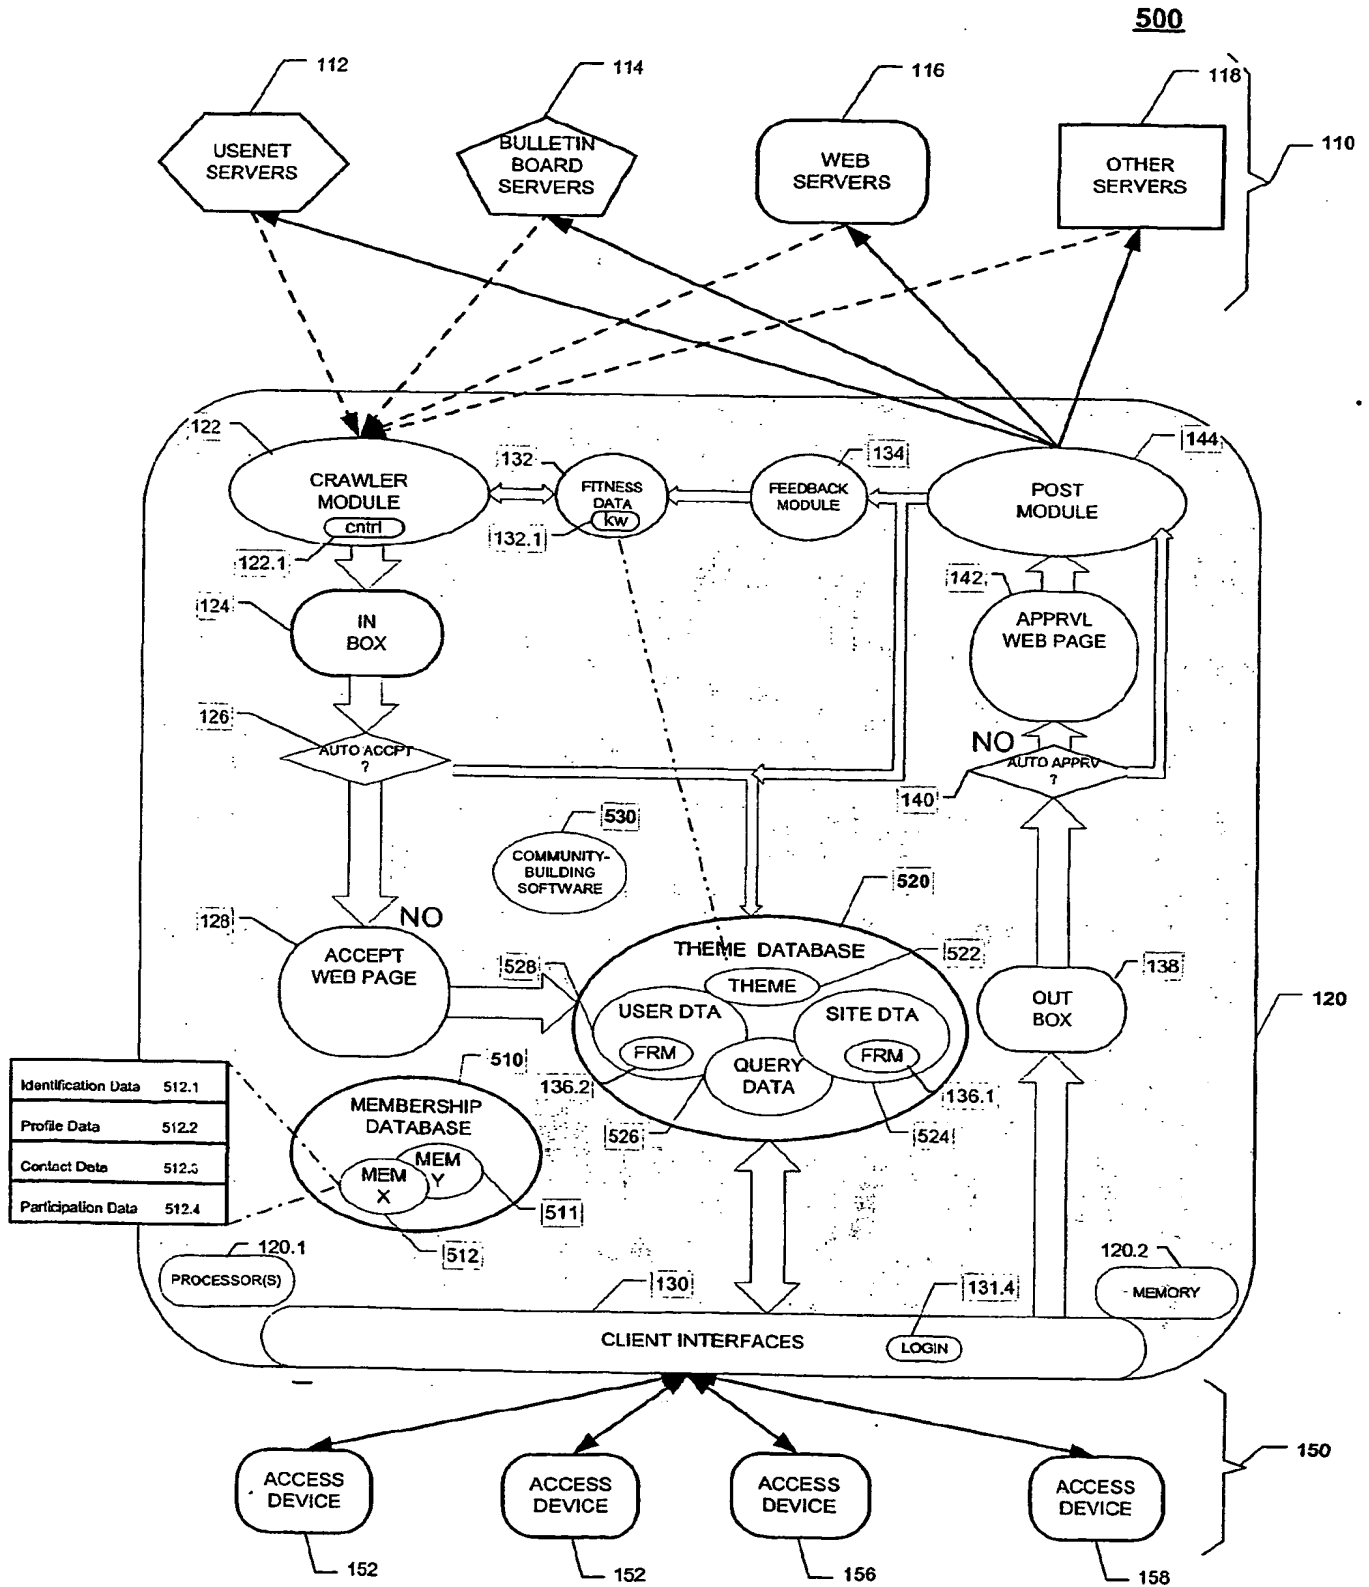 500
112
114
116
118
110
USENET
SERVERS
BULLETIN
BOARD
SERVERS
WEB
SERVERS
OTHER
SERVERS
122
CRAWLER
MODULE
cntrl
122.1
132
FITNESS
DATA
kw
132.1
134
FEEDBACK
MODULE
144
POST
MODULE
124
IN
BOX
142
APPRVL
WEB PAGE
126
AUTO ACCPT
?
NO
AUTO APPRV
?
140
530
COMMUNITY-
BUILDING
SOFTWARE
128
NO
ACCEPT
WEB PAGE
520
THEME DATABASE
522
THEME
528
USER DTA
FRM
136.2
SITE DTA
FRM
136.1
QUERY
DATA
526
524
138
OUT
BOX
120
Identification Data 512.1
Profile Data 512.2
Contact Data 512.3
Participation Data 512.4
510
MEMBERSHIP
DATABASE
MEM
X
MEM
Y
511
512
120.1
PROCESSOR(S)
130
131.4
120.2
MEMORY
CLIENT INTERFACES
LOGIN
ACCESS
DEVICE
ACCESS
DEVICE
ACCESS
DEVICE
ACCESS
DEVICE
150
152
152
156
158